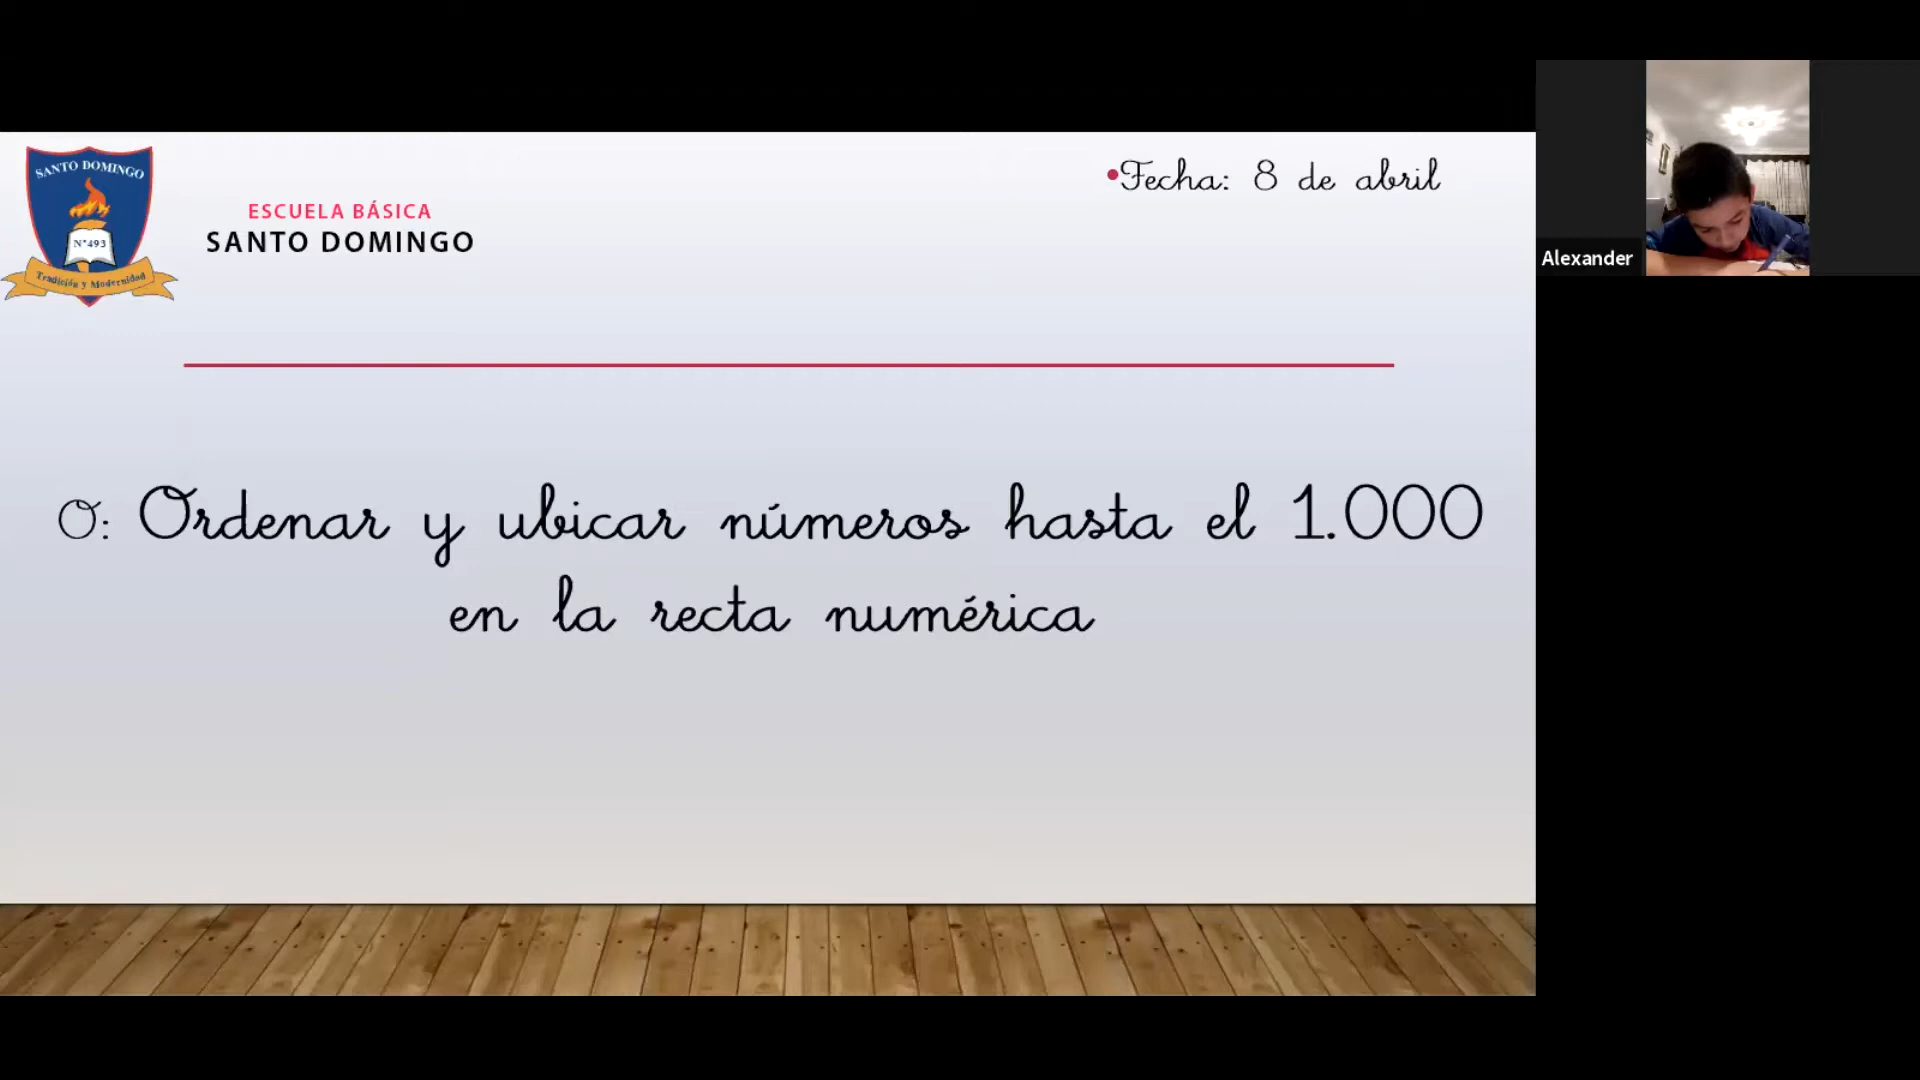 SANTO DOMINGO
N°493
Tradición y Modernidad
ESCUELA BÁSICA
SANTO DOMINGO
•Fecha: 8 de abril
Alexander
O: Ordenar y ubicar números hasta el 1.000
en la recta numérica